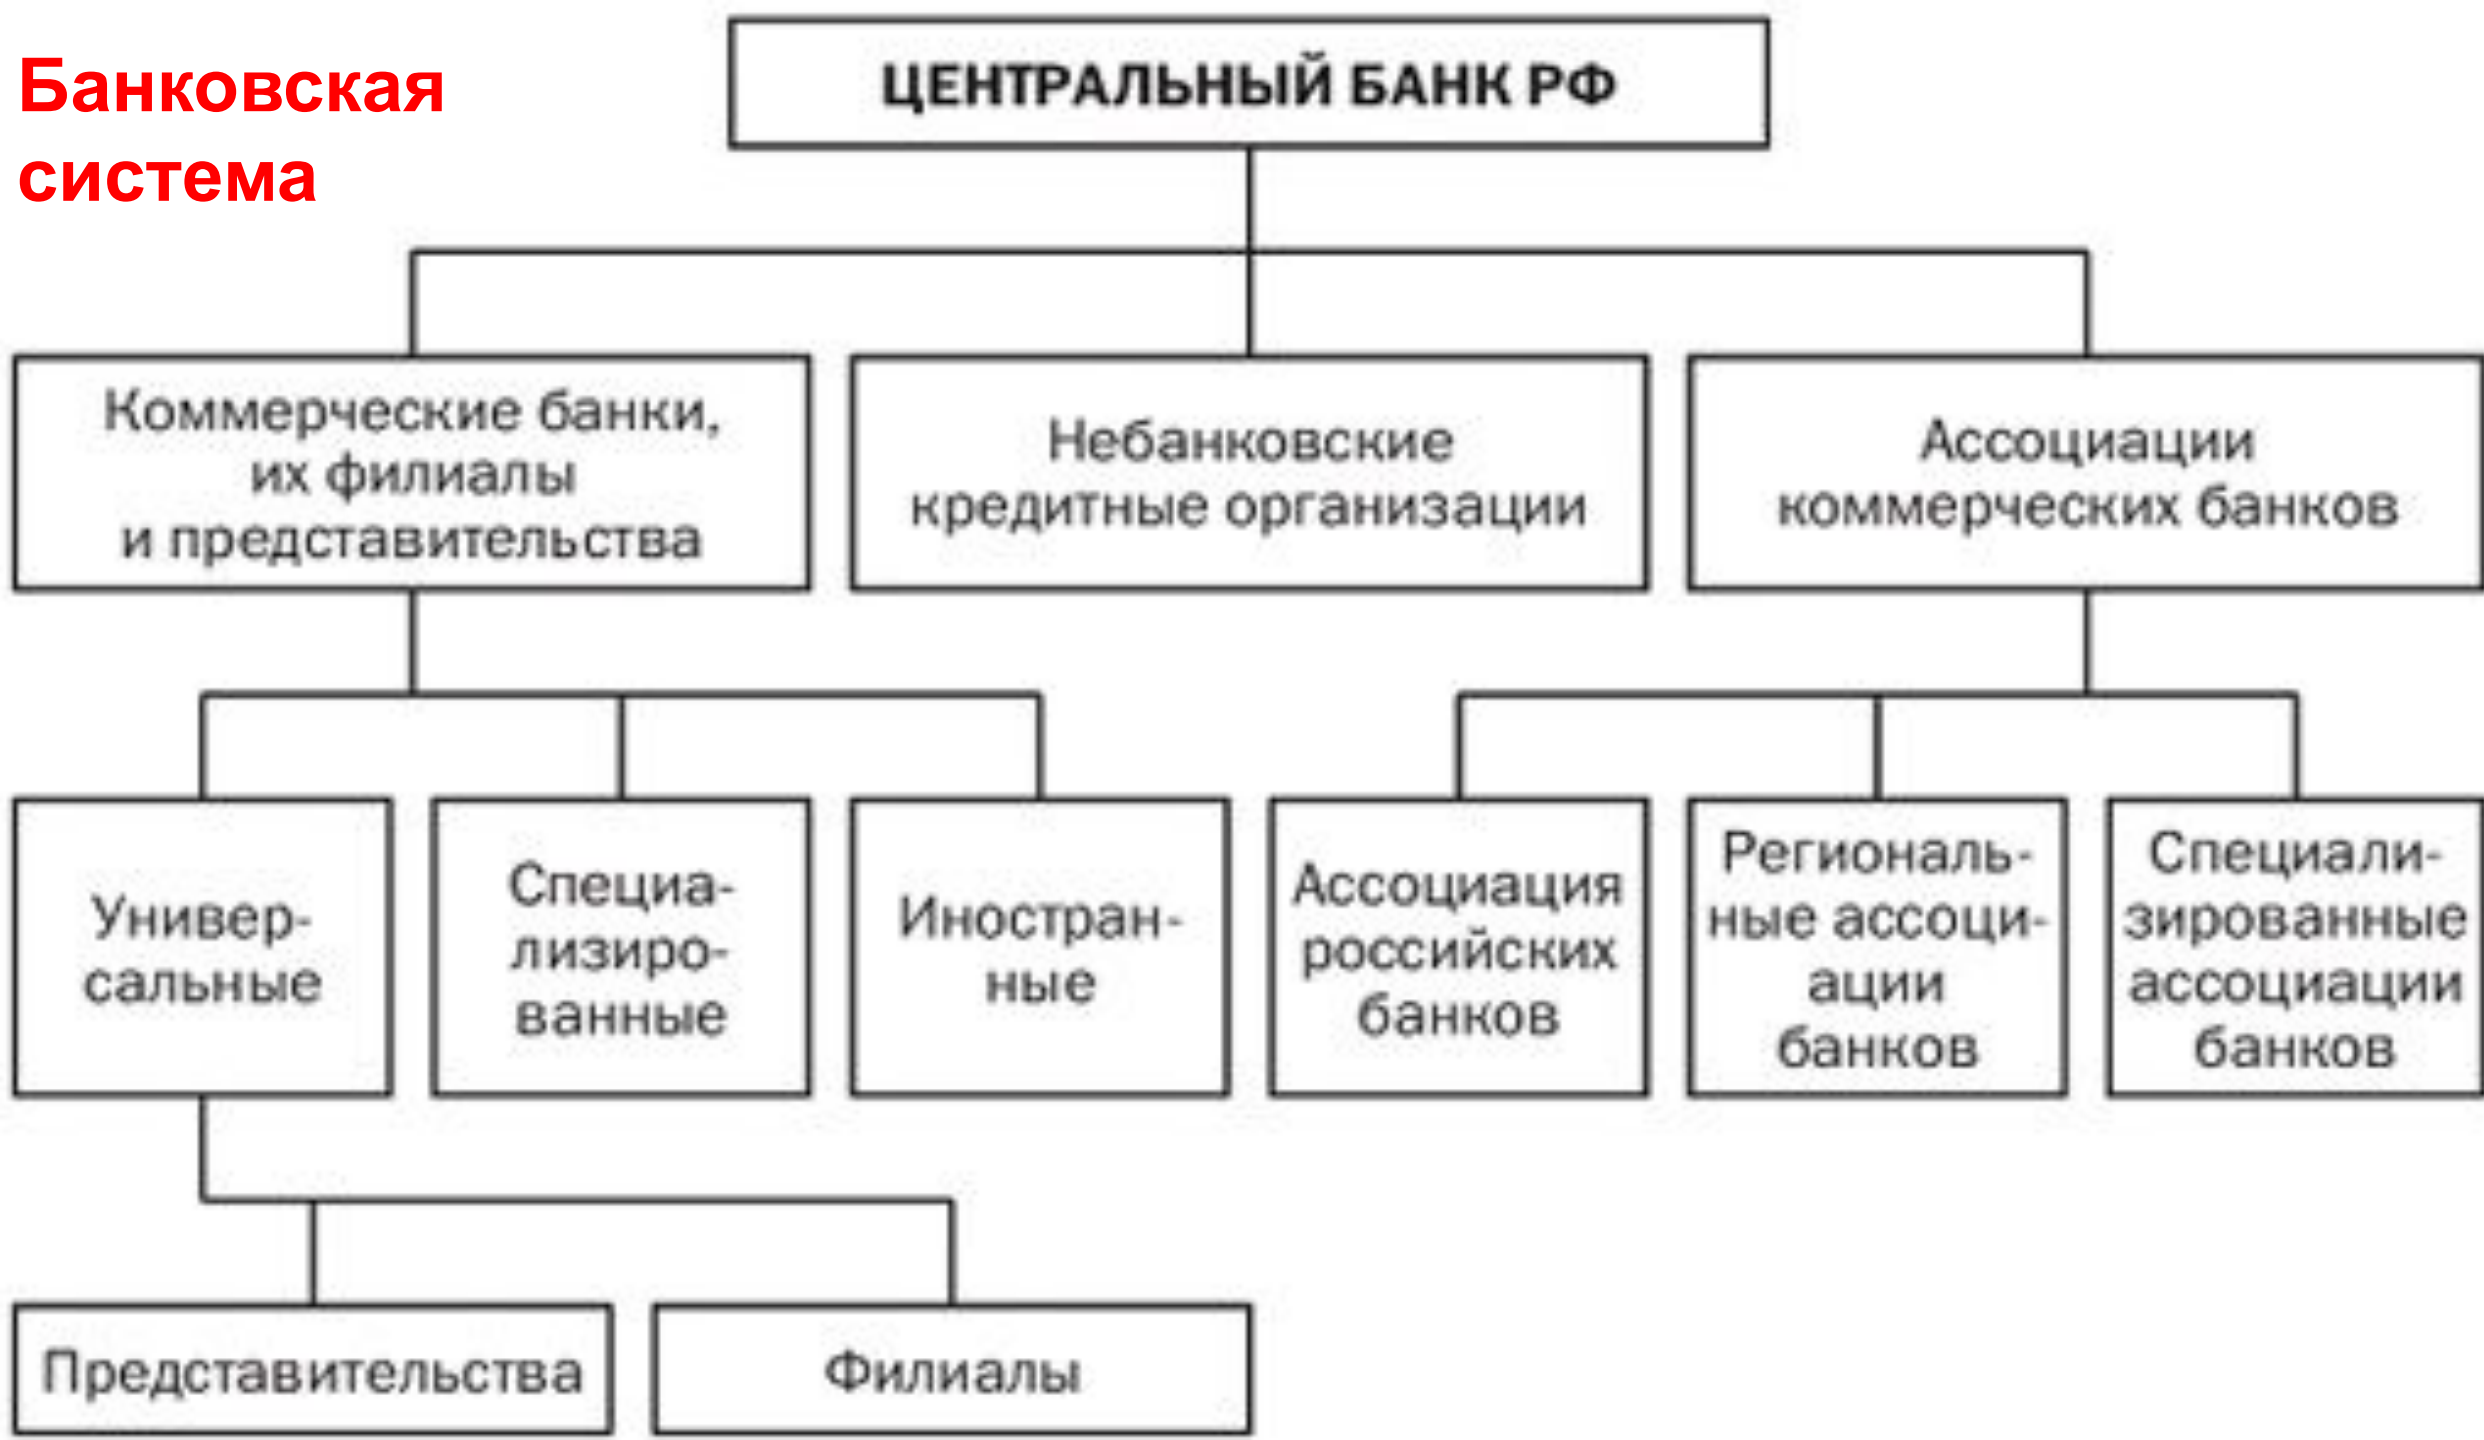 Банковская
система
ЦЕНТРАЛЬНЫЙ БАНК РФ
Коммерческие банки,
их филиалы
и представительства
Небанковские
кредитные организации
Ассоциации
коммерческих банков
Универ-
сальные
Специа-
лизиро-
ванные
Иностран-
ные
Ассоциация
российских
банков
Региональ-
ные ассоци-
ации
банков
Специали-
зированные
ассоциации
банков
Представительства
Филиалы